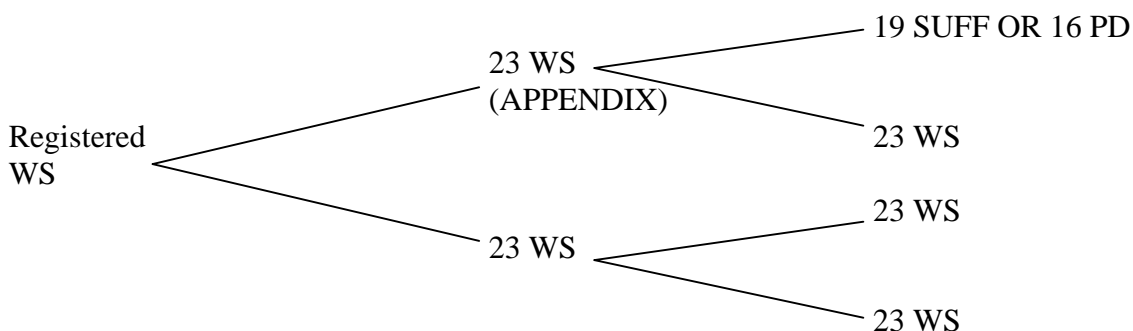 19 SUFF OR 16 PD
23 WS
(APPENDIX)
23 WS
Registered
WS
23 WS
23 WS
23 WS